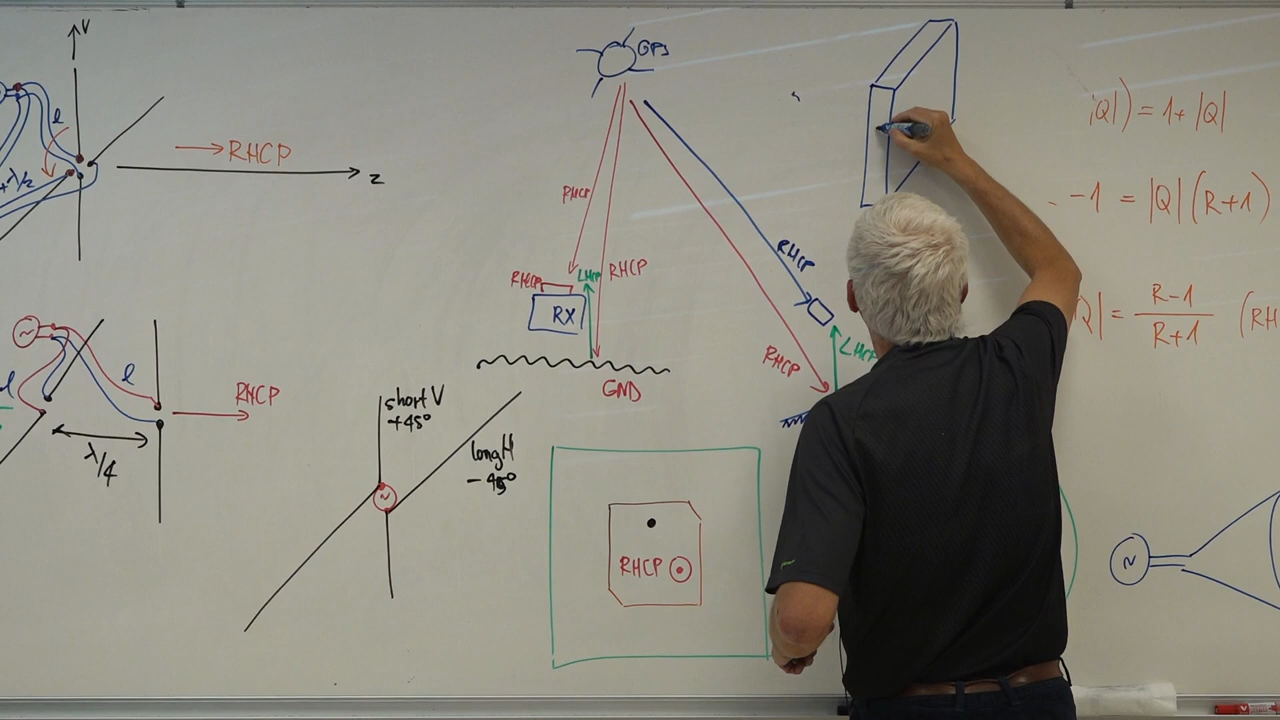 V
l
+λ/2
→RHCP
z
~
l
l
RHCP
λ/4
short V
+45°
long H
-45°
~
GPS
RHCP
RHCP
LHCP
RHCP
RX
GND
RHCP
RHCP
LHCP
RHCP
|Q|) = 1+|Q|
-1 = |Q|(R+1)
Q| = R-1
R+1
(RH
~